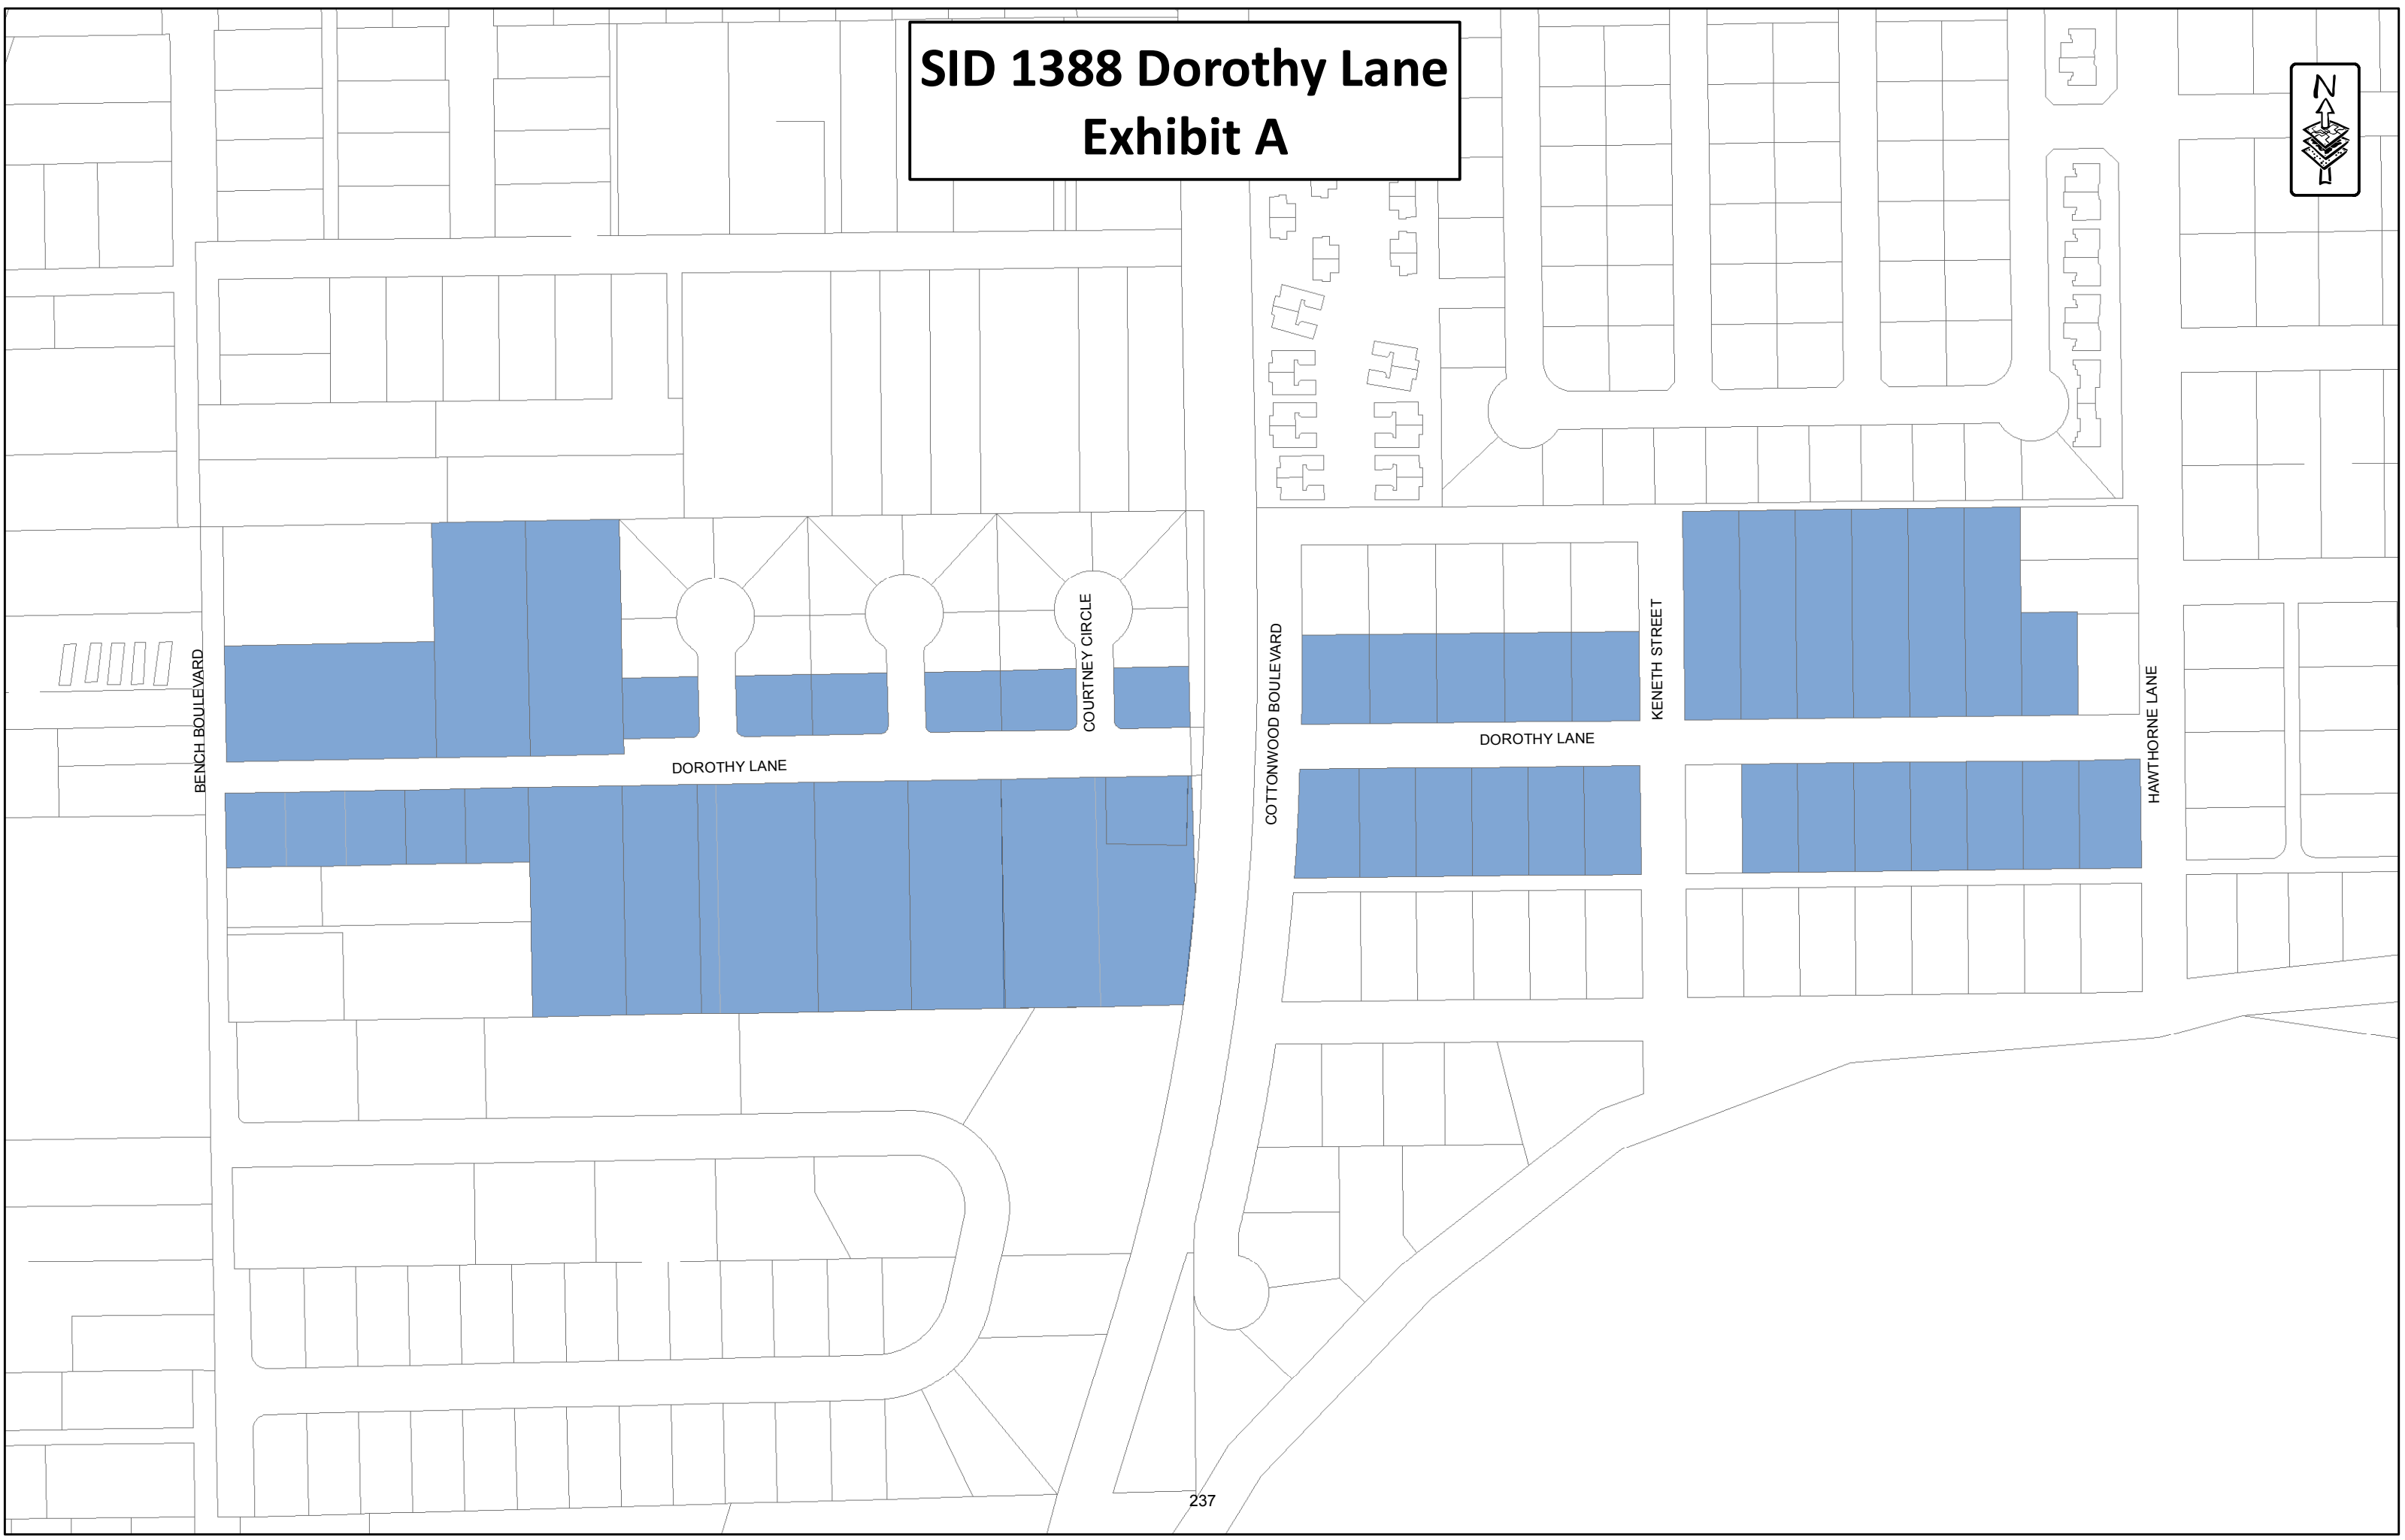 SID 1388 Dorothy Lane
Exhibit A
N
BENCH BOULEVARD
COURTNEY CIRCLE
COTTONWOOD BOULEVARD
KENETH STREET
HAWTHORNE LANE
DOROTHY LANE
DOROTHY LANE
237